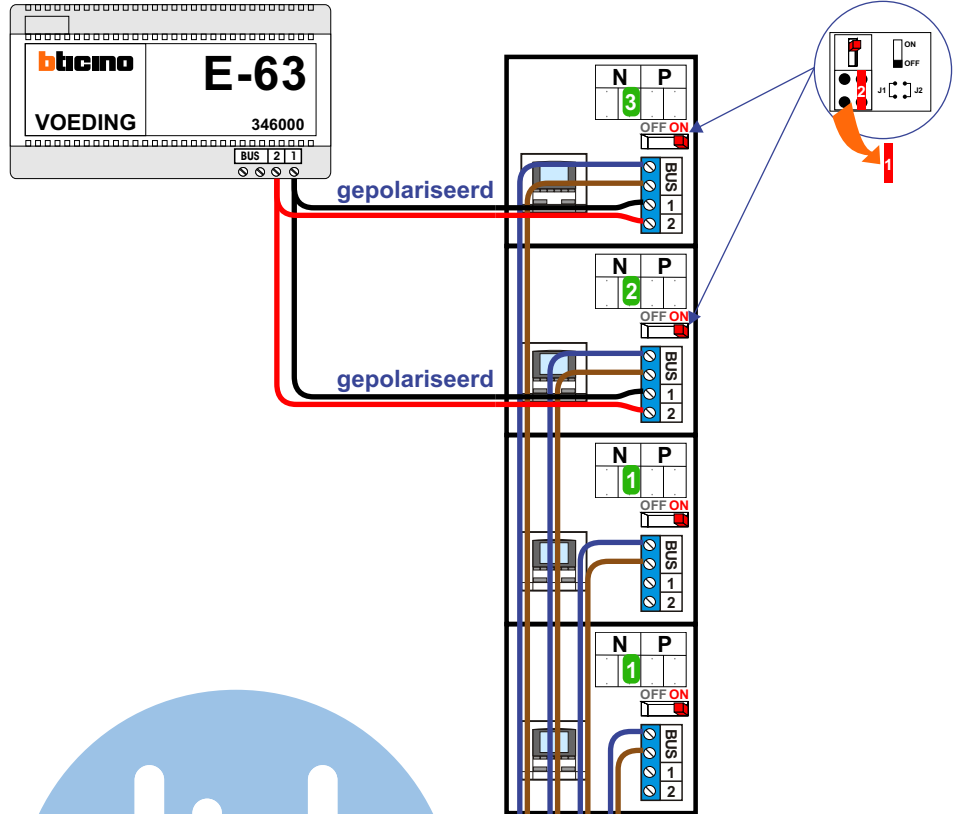 bticino
E-63
VOEDING
346000
BUS 2 1
gepolariseerd
gepolariseerd
N P
3
OFF ON
BUS
1
2
N P
2
OFF ON
BUS
1
2
N P
1
OFF ON
BUS
1
2
N P
1
OFF ON
BUS
1
2
ON
OFF
2
J1 J2
1